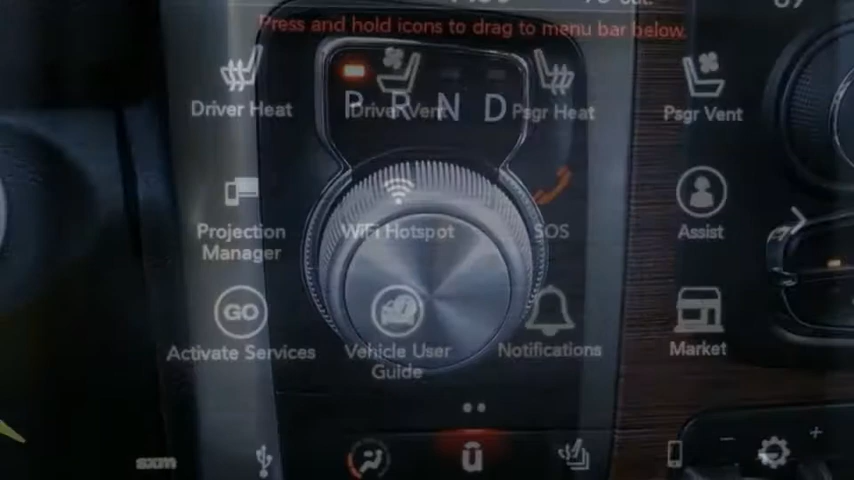 Press and hold icons to drag to menu bar below.
P R N D
Driver Heat
Driver Vent
Psgr Heat
Psgr Vent
Projection
Manager
WiFi Hotspot
SOS
Assist
GO
Activate Services
Vehicle User
Guide
Notifications
Market
sxm